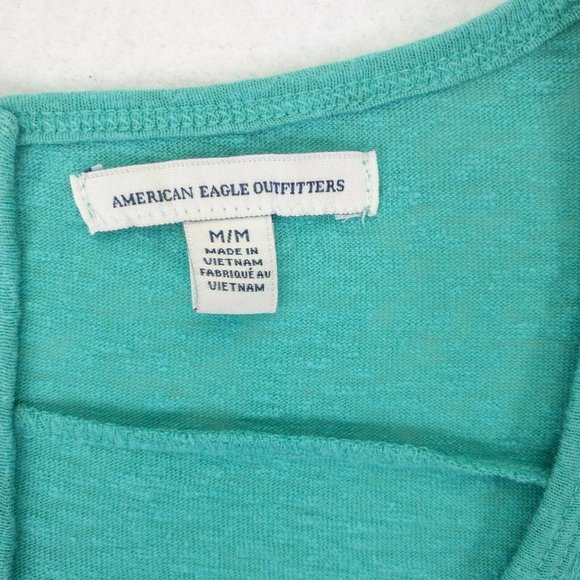 AMERICAN EAGLE OUTFITTERS
M/M
MADE IN
VIETNAM
FABRIQUÉ AU
VIETNAM